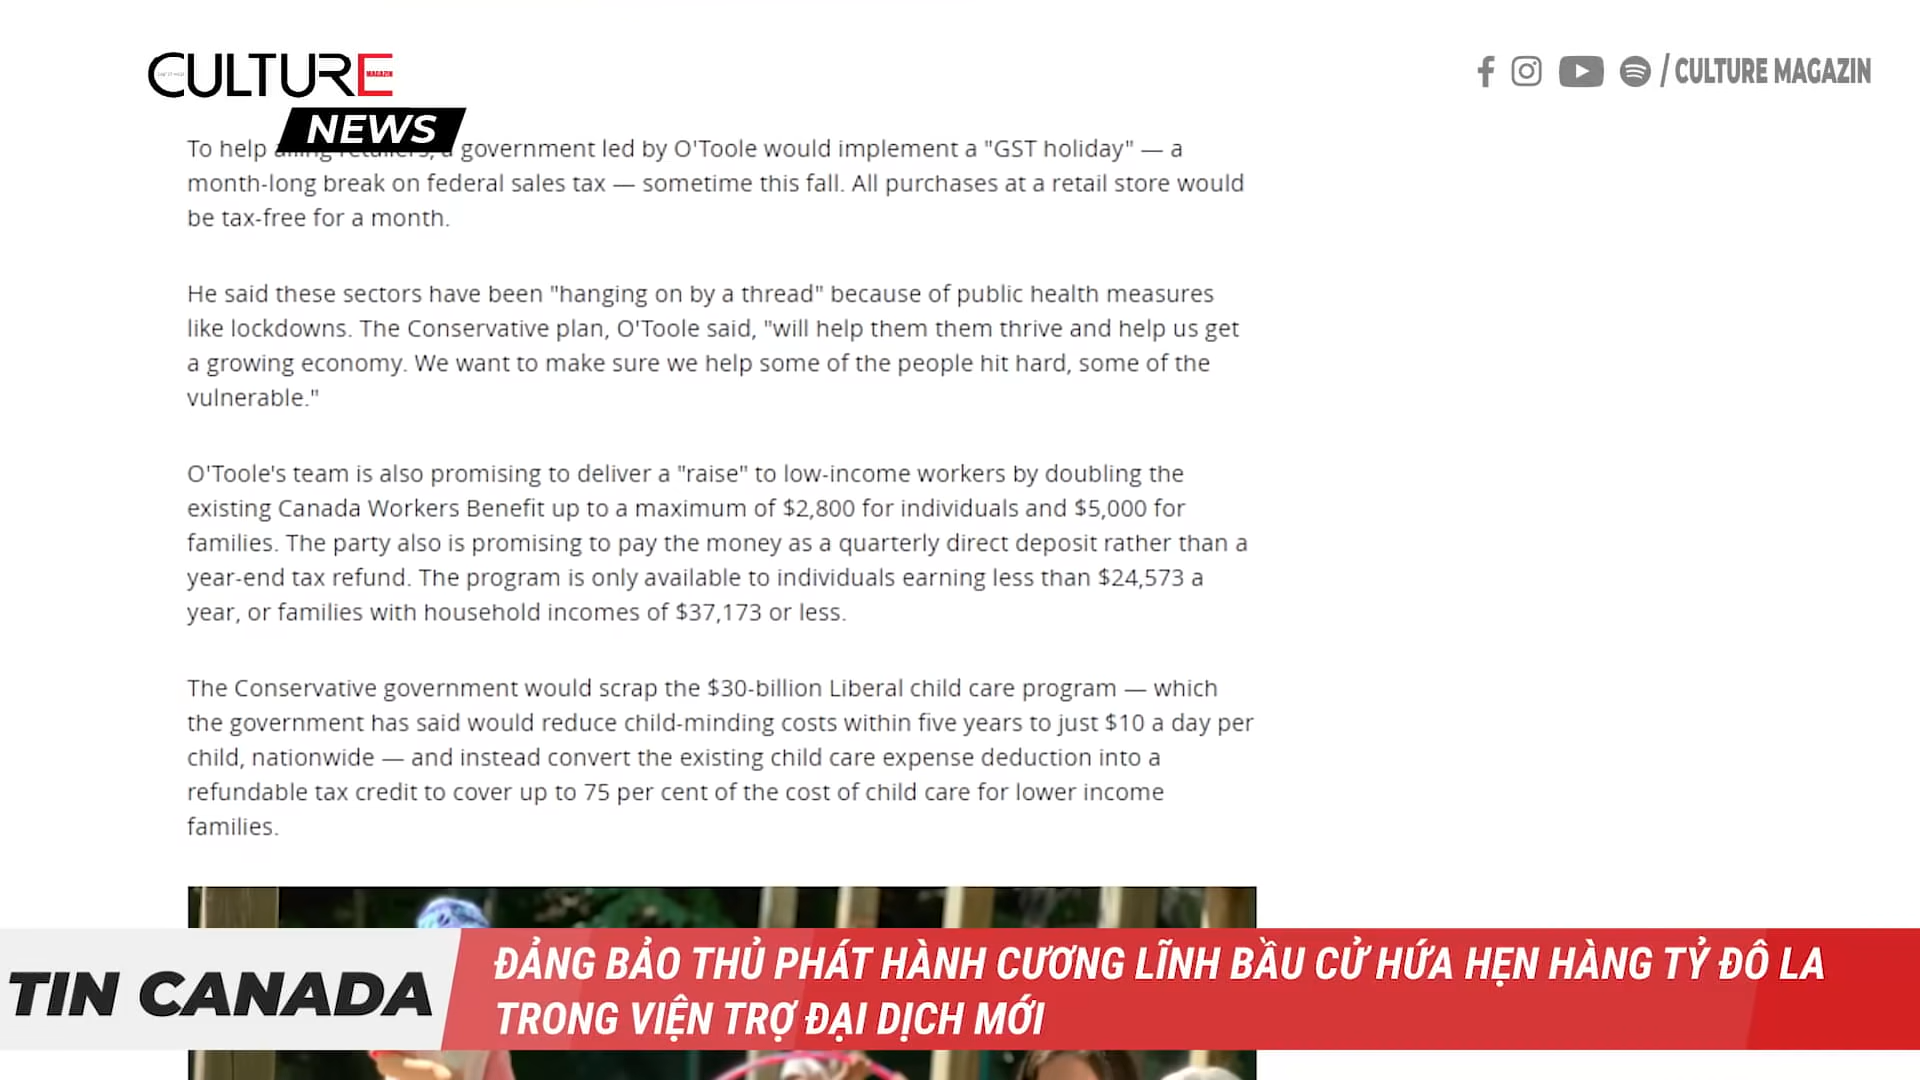 CULTURE
MAGAZIN
NEWS
/ CULTURE MAGAZIN
To help ailing retailers, a government led by O'Toole would implement a "GST holiday" — a
month-long break on federal sales tax — sometime this fall. All purchases at a retail store would
be tax-free for a month.
He said these sectors have been "hanging on by a thread" because of public health measures
like lockdowns. The Conservative plan, O'Toole said, "will help them them thrive and help us get
a growing economy. We want to make sure we help some of the people hit hard, some of the
vulnerable."
O'Toole's team is also promising to deliver a "raise" to low-income workers by doubling the
existing Canada Workers Benefit up to a maximum of $2,800 for individuals and $5,000 for
families. The party also is promising to pay the money as a quarterly direct deposit rather than a
year-end tax refund. The program is only available to individuals earning less than $24,573 a
year, or families with household incomes of $37,173 or less.
The Conservative government would scrap the $30-billion Liberal child care program — which
the government has said would reduce child-minding costs within five years to just $10 a day per
child, nationwide — and instead convert the existing child care expense deduction into a
refundable tax credit to cover up to 75 per cent of the cost of child care for lower income
families.
TIN CANADA
ĐẢNG BẢO THỦ PHÁT HÀNH CƯƠNG LĨNH BẦU CỬ HỨA HẸN HÀNG TỶ ĐÔ LA
TRONG VIỆN TRỢ ĐẠI DỊCH MỚI